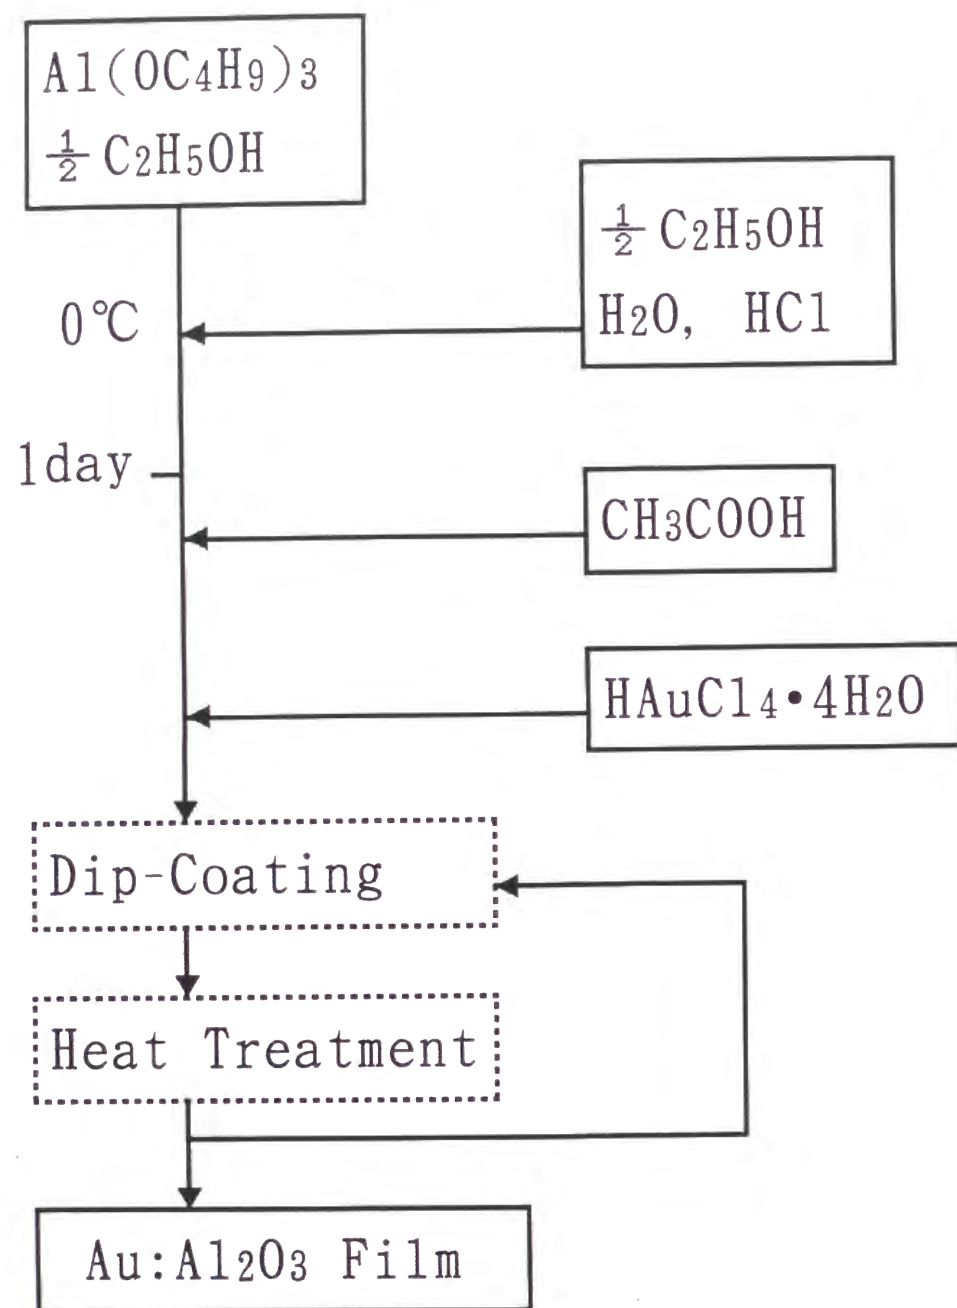 Al(OC4H9)3
1/2 C2H5OH
1/2 C2H5OH
H2O, HCl
0℃
1day
CH3COOH
HAuCl4•4H2O
Dip-Coating
Heat Treatment
Au:Al2O3 Film